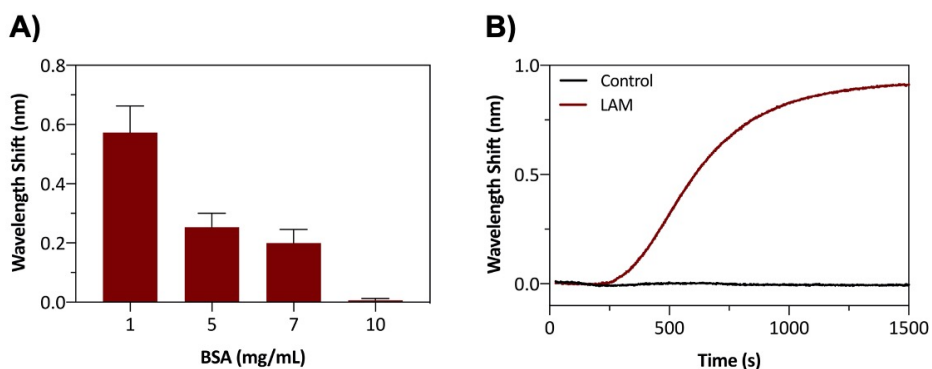 A)
Wavelength Shift (nm)
0.8
0.6
0.4
0.2
0.0
1 5 7 10
BSA (mg/mL)
B)
Wavelength Shift (nm)
1.0
0.5
0.0
Control
LAM
0 500 1000 1500
Time (s)